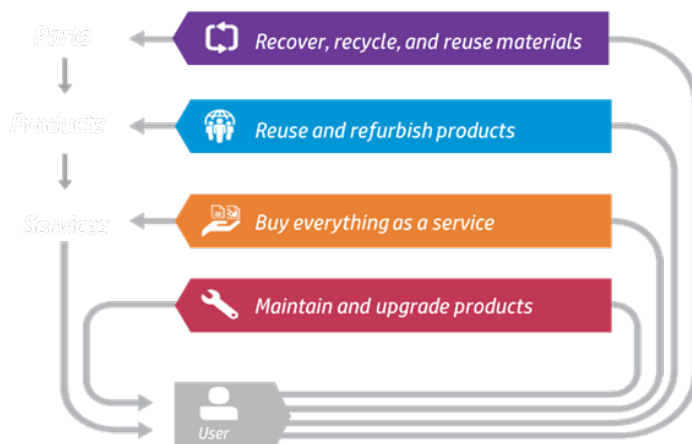 Parts
Recover, recycle, and reuse materials
Products
Reuse and refurbish products
Services
Buy everything as a service
Maintain and upgrade products
User